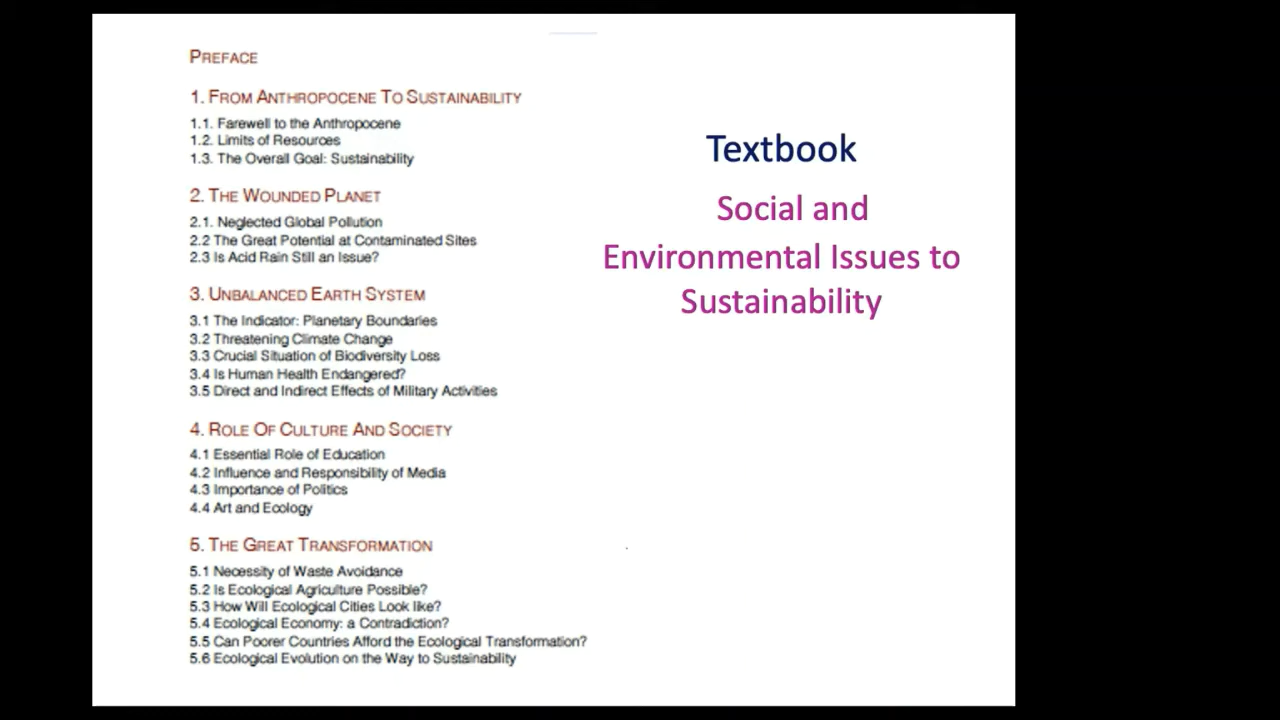 PREFACE
1. FROM ANTHROPOCENE TO SUSTAINABILITY
1.1. Farewell to the Anthropocene
1.2. Limits of Resources
1.3. The Overall Goal: Sustainability
2. THE WOUNDED PLANET
2.1. Neglected Global Pollution
2.2 The Great Potential at Contaminated Sites
2.3 Is Acid Rain Still an Issue?
3. UNBALANCED EARTH SYSTEM
3.1 The Indicator: Planetary Boundaries
3.2 Threatening Climate Change
3.3 Crucial Situation of Biodiversity Loss
3.4 Is Human Health Endangered?
3.5 Direct and Indirect Effects of Military Activities
4. ROLE OF CULTURE AND SOCIETY
4.1 Essential Role of Education
4.2 Influence and Responsibility of Media
4.3 Importance of Politics
4.4 Art and Ecology
5. THE GREAT TRANSFORMATION
5.1 Necessity of Waste Avoidance
5.2 Is Ecological Agriculture Possible?
5.3 How Will Ecological Cities Look like?
5.4 Ecological Economy: a Contradiction?
5.5 Can Poorer Countries Afford the Ecological Transformation?
5.6 Ecological Evolution on the Way to Sustainability
Textbook
Social and
Environmental Issues to
Sustainability